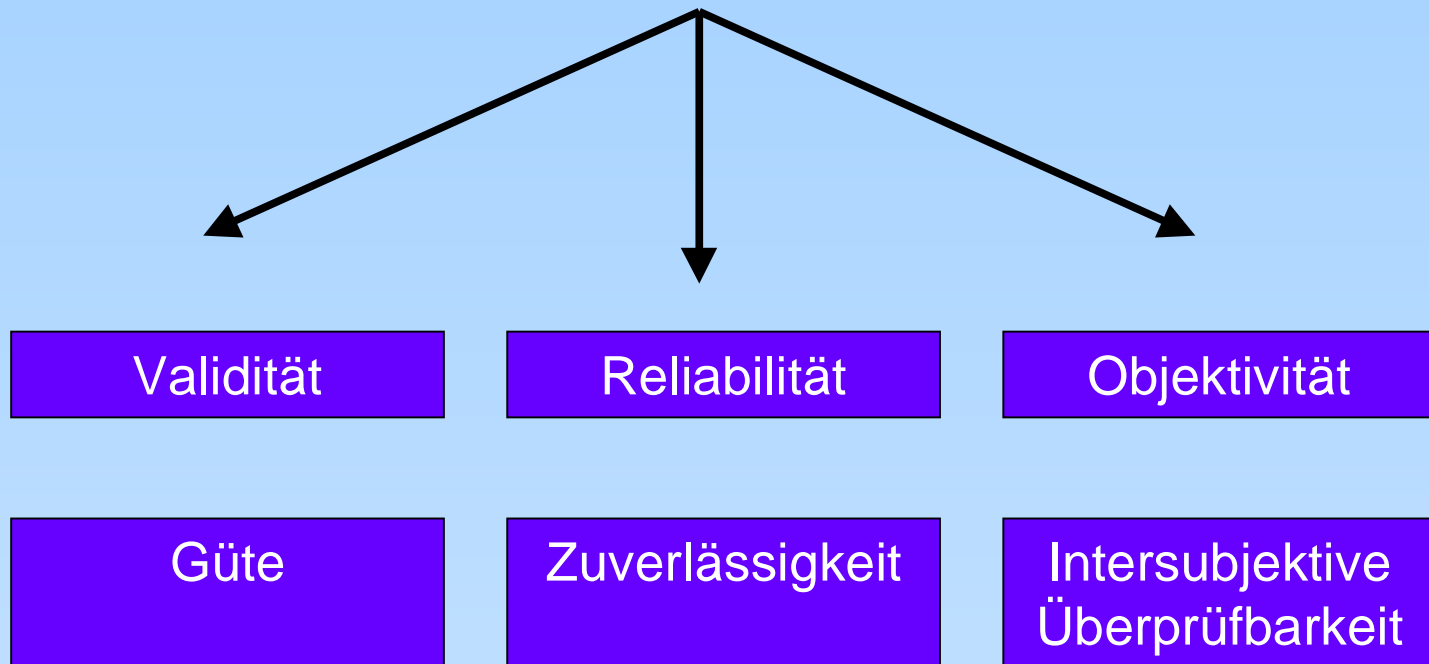 Validität
Reliabilität
Objektivität
Güte
Zuverlässigkeit
Intersubjektive
Überprüfbarkeit